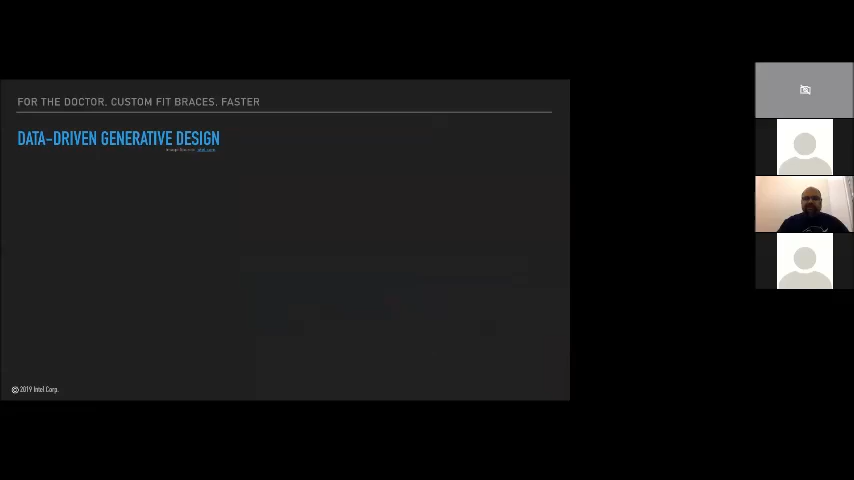 FOR THE DOCTOR, CUSTOM FIT BRACES, FASTER
DATA-DRIVEN GENERATIVE DESIGN
© 2019 Intel Corp.